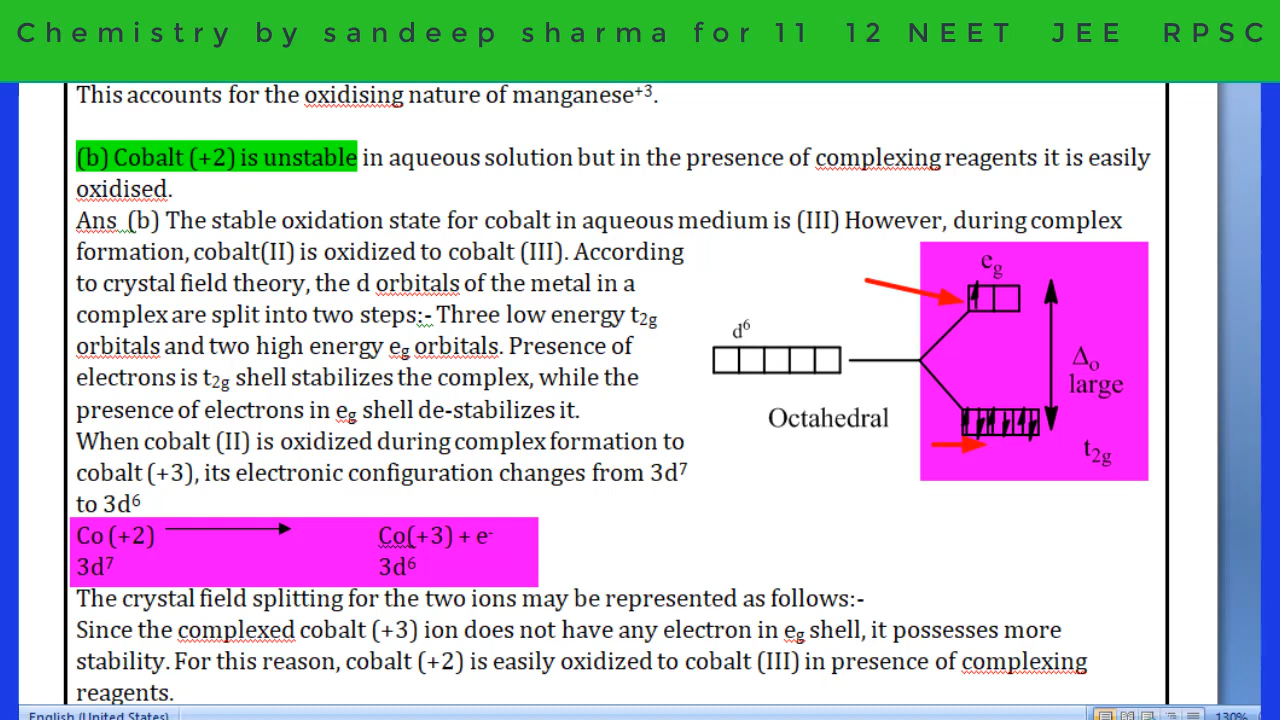 Chemistry by sandeep sharma for 11 12 NEET JEE RPSC
This accounts for the oxidising nature of manganese+3.
(b) Cobalt (+2) is unstable in aqueous solution but in the presence of complexing reagents it is easily
oxidised.
Ans (b) The stable oxidation state for cobalt in aqueous medium is (III) However, during complex
formation, cobalt(II) is oxidized to cobalt (III). According
to crystal field theory, the d orbitals of the metal in a
complex are split into two steps:- Three low energy t2g
orbitals and two high energy eg orbitals. Presence of
electrons is t2g shell stabilizes the complex, while the
presence of electrons in eg shell de-stabilizes it.
When cobalt (II) is oxidized during complex formation to
cobalt (+3), its electronic configuration changes from 3d7
to 3d6
eg
d6
Δo
large
Octahedral
t2g
Co (+2) ⟶ Co(+3) + e-
3d7 3d6
The crystal field splitting for the two ions may be represented as follows:-
Since the complexed cobalt (+3) ion does not have any electron in eg shell, it possesses more
stability. For this reason, cobalt (+2) is easily oxidized to cobalt (III) in presence of complexing
reagents.
English (United States)
130%